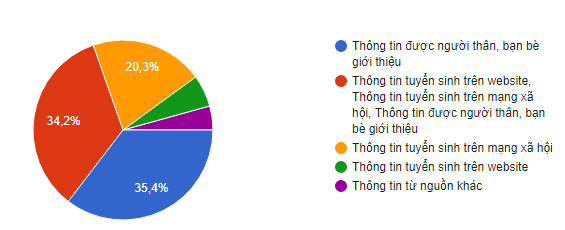 20,3%
34,2%
35,4%
Thông tin được người thân, bạn bè
giới thiệu
Thông tin tuyển sinh trên website,
Thông tin tuyển sinh trên mạng xã
hội, Thông tin được người thân, bạn
bè giới thiệu
Thông tin tuyển sinh trên mạng xã hội
Thông tin tuyển sinh trên website
Thông tin từ nguồn khác